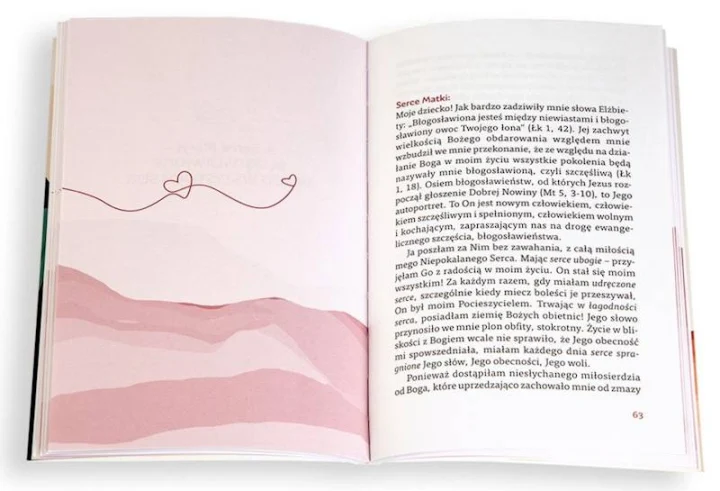 Serce Matki:
Moje dziecko! Jak bardzo zadziwiły mnie słowa Elżbie-
ty: „Błogosławiona jesteś między niewiastami i błogo-
sławiony owoc Twojego łona” (Łk 1, 42). Jej zachwyt
wielkością Bożego obdarowania względem mnie
wzbudził we mnie przekonanie, że ze względu na dzia-
łanie Boga w moim życiu wszystkie pokolenia będą
nazywały mnie błogosławioną, czyli szczęśliwą (Łk
1, 18). Osiem błogosławieństw, od których Jezus roz-
począł głoszenie Dobrej Nowiny (Mt 5, 3-10), to Jego
autoportret. To On jest nowym człowiekiem, człowie-
kiem szczęśliwym i spełnionym, człowiekiem wolnym
i kochającym, zapraszającym nas na drogę ewange-
licznego szczęścia, błogosławieństwa.
Ja poszłam za Nim bez zawahania, z całą miłością
mego Niepokalanego Serca. Mając serce ubogie – przy-
jęłam Go z radością w moim życiu. On stał się moim
wszystkim! Za każdym razem, gdy miałam udręczone
serce, szczególnie kiedy miecz boleści je przeszywał,
On był moim Pocieszycielem. Trwając w łagodności
serca, posiadłam ziemię Bożych obietnic! Jego słowo
przynosiło we mnie plon obfity, stokrotny. Życie w bli-
skości z Bogiem wcale nie sprawiło, że Jego obecność
mi spowszedniała, miałam każdego dnia serce spra-
gnione Jego słów, Jego obecności, Jego woli.
Ponieważ dostąpiłam niesłychanego miłosierdzia
od Boga, które uprzedzająco zachowało mnie od zmazy
63